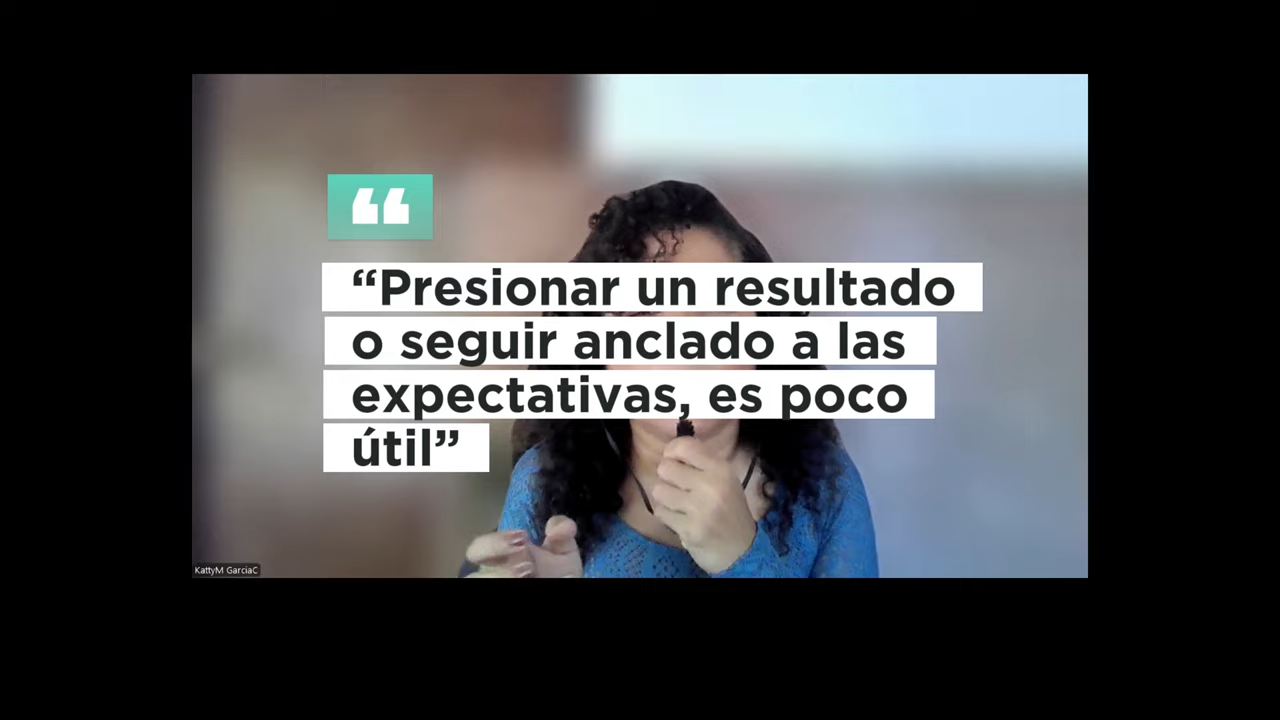 “Presionar un resultado
o seguir anclado a las
expectativas, es poco
útil”
KattyM GarciaC